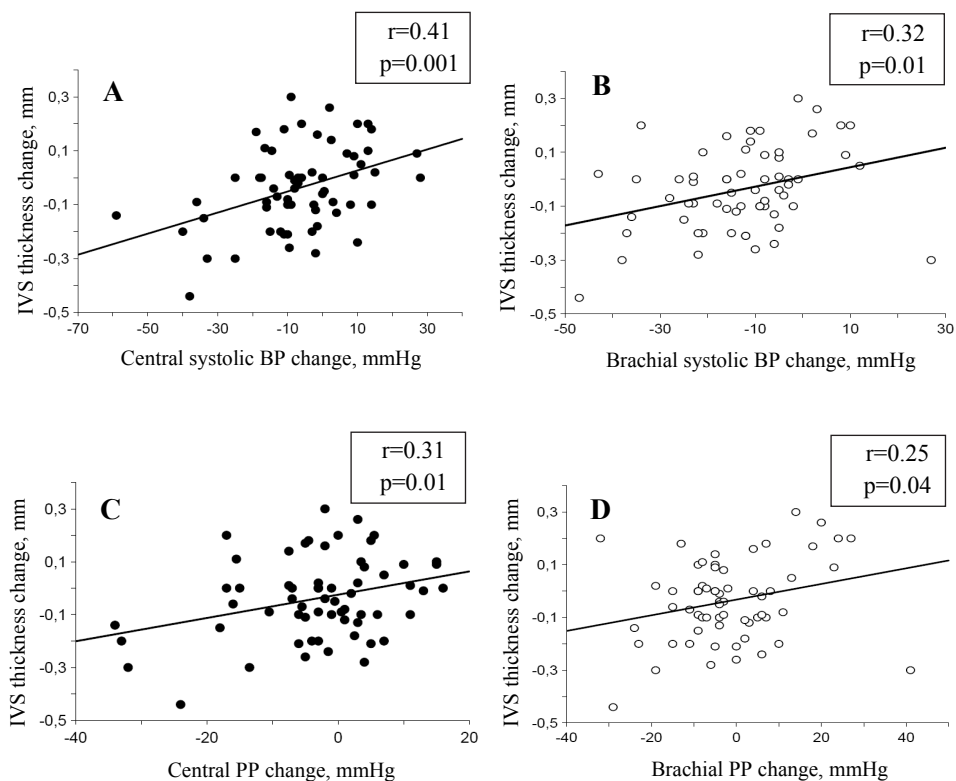 r=0.41
p=0.001
A
IVS thickness change, mm
0,3
0,1
-0,1
-0,3
-0,5
-70 -50 -30 -10 10 30
Central systolic BP change, mmHg
r=0.32
p=0.01
B
IVS thickness change, mm
0,3
0,1
-0,1
-0,3
-0,5
-50 -30 -10 10 30
Brachial systolic BP change, mmHg
r=0.31
p=0.01
C
IVS thickness change, mm
0,3
0,1
-0,1
-0,3
-0,5
-40 -20 0 20
Central PP change, mmHg
r=0.25
p=0.04
D
IVS thickness change, mm
0,3
0,1
-0,1
-0,3
-0,5
-40 -20 0 20 40
Brachial PP change, mmHg